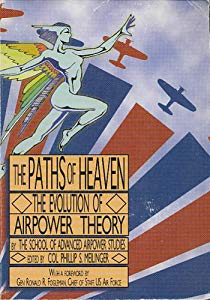 THE PATHS OF HEAVEN
THE EVOLUTION OF
AIRPOWER THEORY
BY THE SCHOOL OF ADVANCED AIRPOWER STUDIES
EDITED BY COL PHILLIP S. MEILINGER
WITH A FOREWORD BY
GEN RONALD R. FOGLEMAN, CHIEF OF STAFF, US AIR FORCE